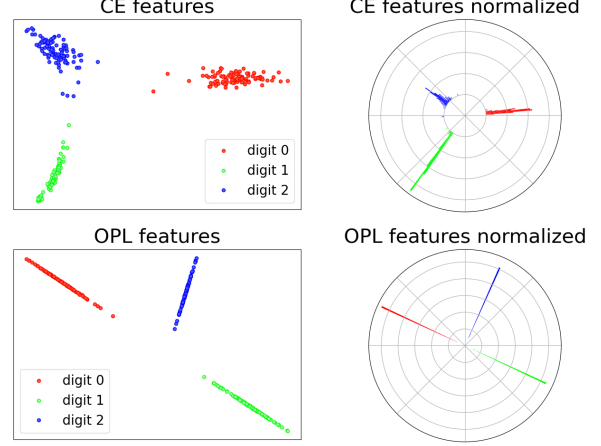 CE features
CE features normalized
digit 0
digit 1
digit 2
OPL features
OPL features normalized
digit 0
digit 1
digit 2